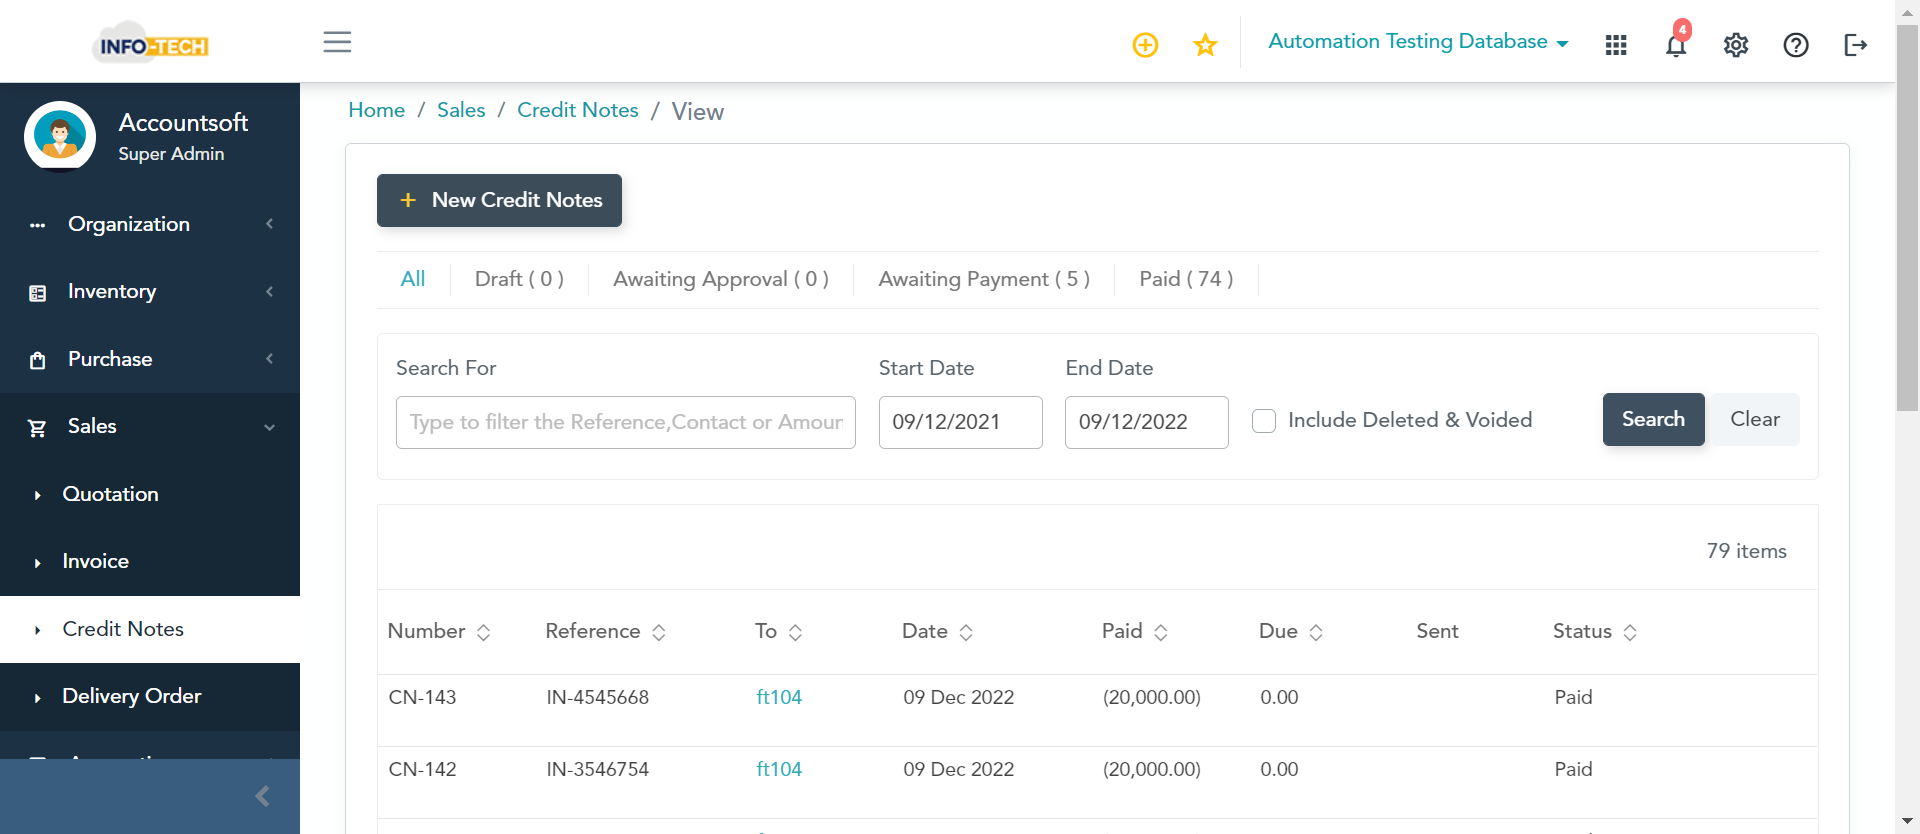 INFO-TECH
Automation Testing Database
4
Accountsoft
Super Admin
Organization
Inventory
Purchase
Sales
Quotation
Invoice
Credit Notes
Delivery Order
Home / Sales / Credit Notes / View
+ New Credit Notes
All
Draft ( 0 )
Awaiting Approval ( 0 )
Awaiting Payment ( 5 )
Paid ( 74 )
Search For
Start Date
End Date
Type to filter the Reference,Contact or Amour
09/12/2021
09/12/2022
Include Deleted & Voided
Search
Clear
79 items
Number Reference To Date Paid Due Sent Status
CN-143 IN-4545668 ft104 09 Dec 2022 (20,000.00) 0.00 Paid
CN-142 IN-3546754 ft104 09 Dec 2022 (20,000.00) 0.00 Paid